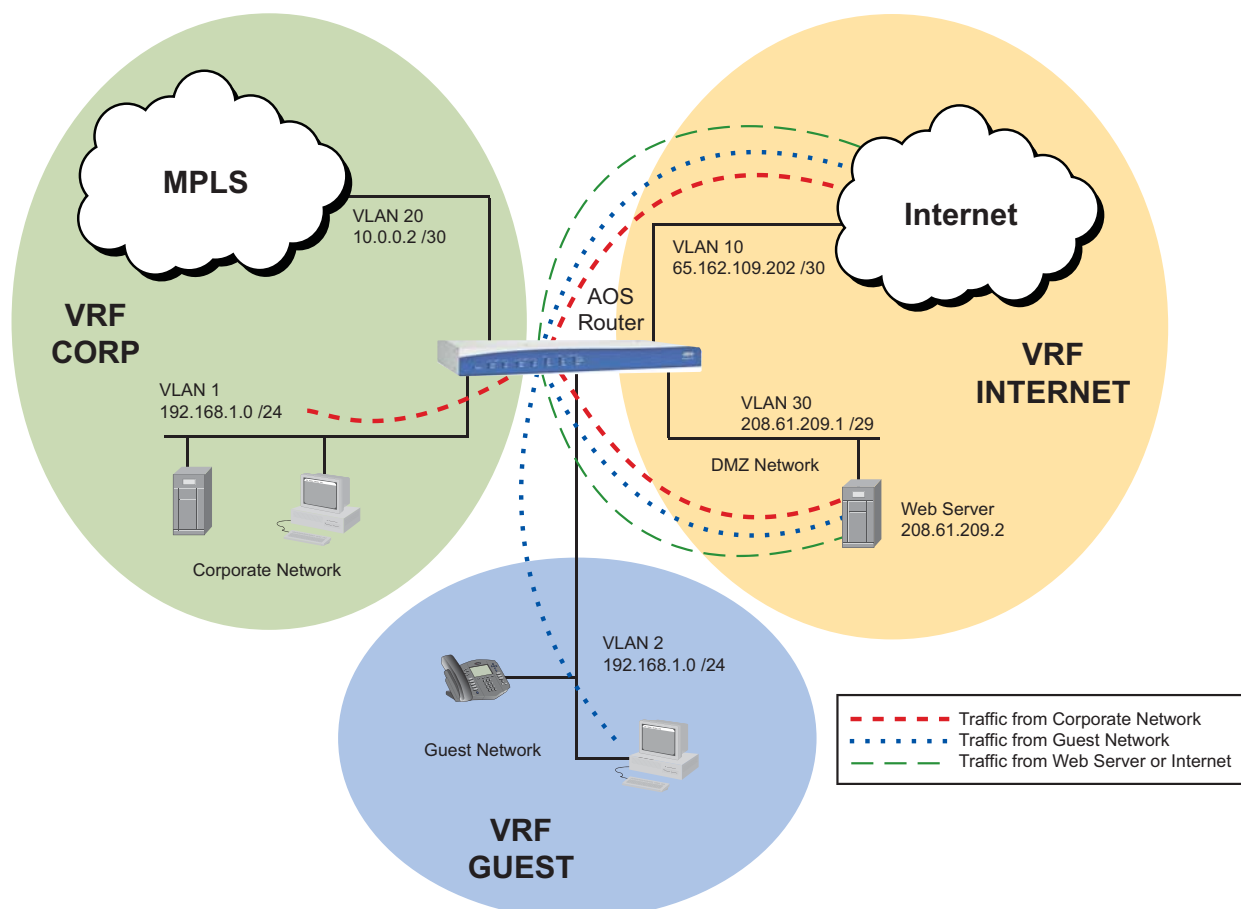 MPLS
VLAN 20
10.0.0.2 /30
VRF
CORP
VLAN 1
192.168.1.0 /24
Corporate Network
AOS
Router
Internet
VLAN 10
65.162.109.202 /30
VRF
INTERNET
VLAN 30
208.61.209.1 /29
DMZ Network
Web Server
208.61.209.2
VLAN 2
192.168.1.0 /24
Guest Network
VRF
GUEST
Traffic from Corporate Network
Traffic from Guest Network
Traffic from Web Server or Internet